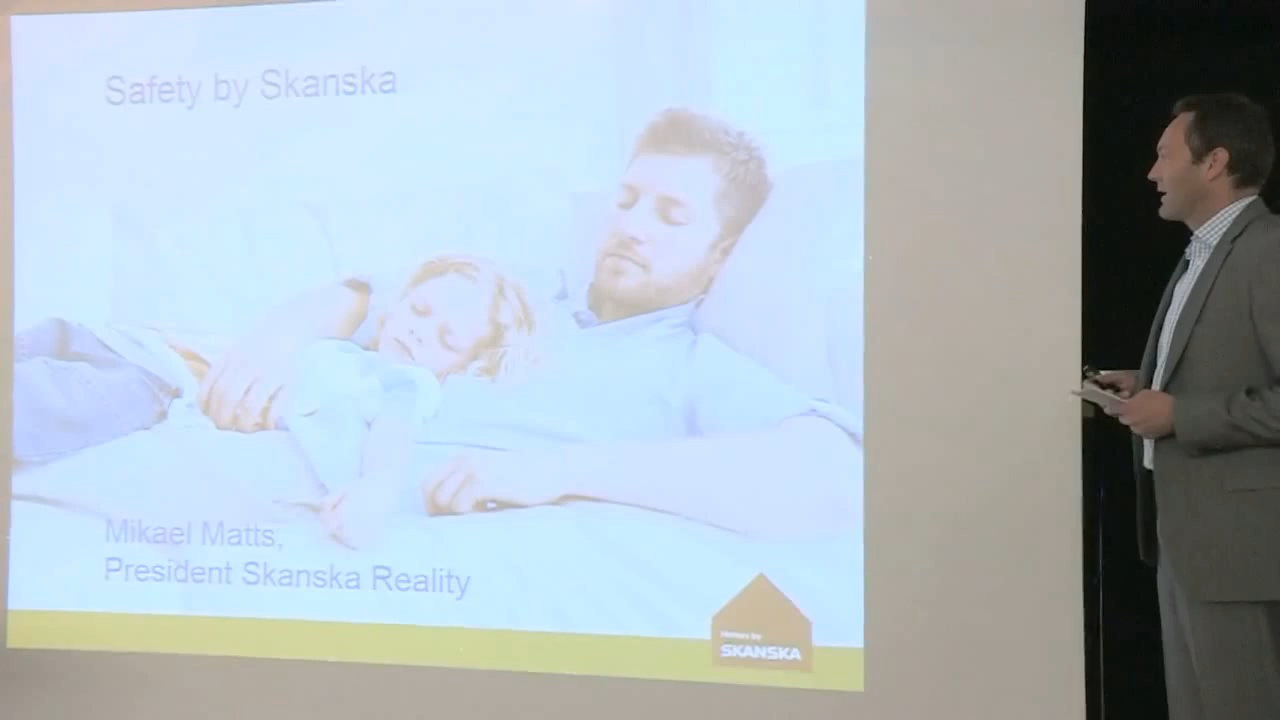 Safety by Skanska
Mikael Matts,
President Skanska Reality
Homes by
SKANSKA